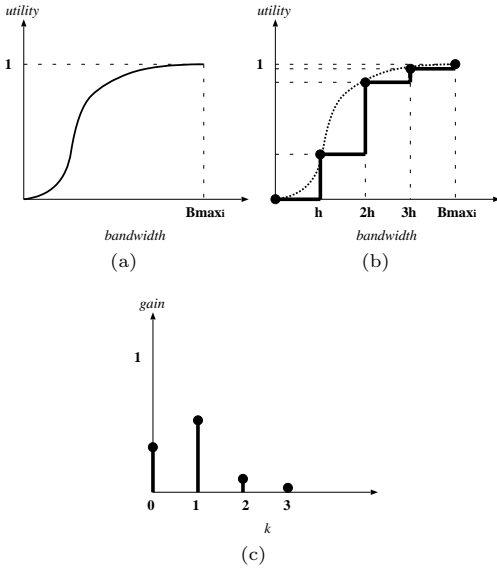 utility
1
Bmaxi
bandwidth
(a)
utility
1
h 2h 3h Bmaxi
bandwidth
(b)
gain
1
0 1 2 3
k
(c)